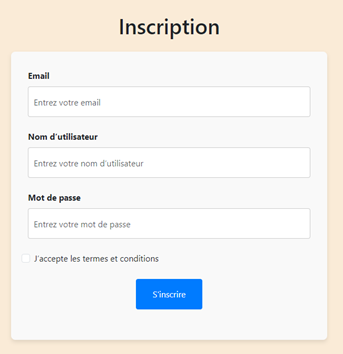 Inscription
Email
Entrez votre email
Nom d'utilisateur
Entrez votre nom d'utilisateur
Mot de passe
Entrez votre mot de passe
J'accepte les termes et conditions
S'inscrire